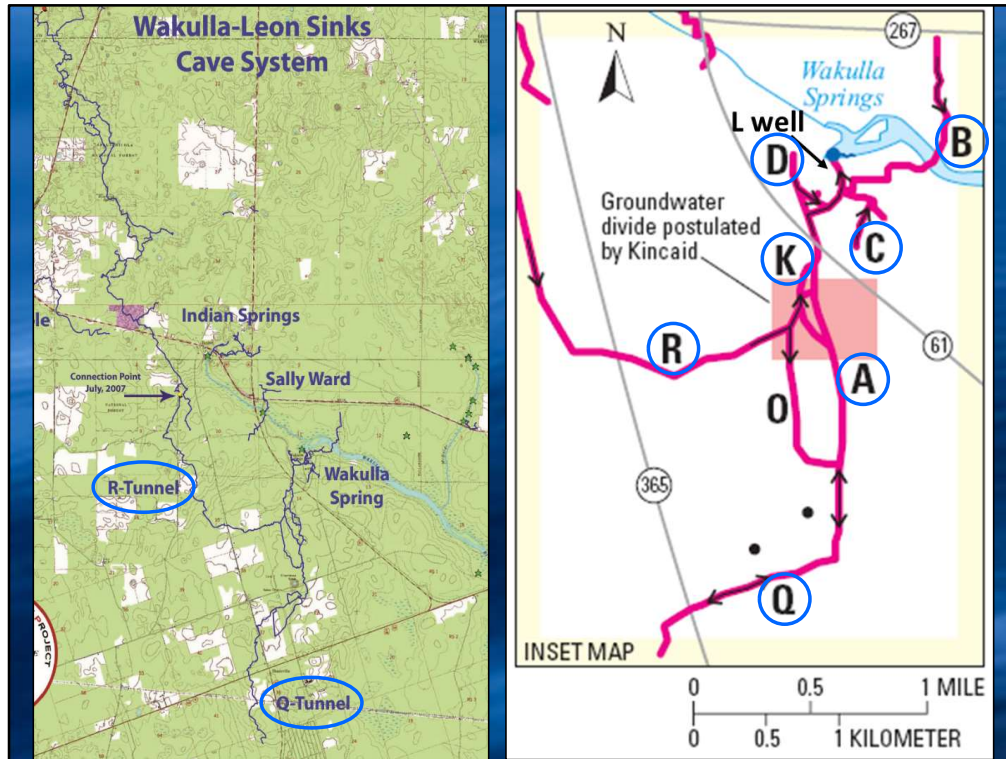 Wakulla-Leon Sinks
Cave System
Indian Springs
Connection Point
July, 2007
Sally Ward
Wakulla
Spring
R-Tunnel
Q-Tunnel
PROJECT
N
267
Wakulla
Springs
L well
B
D
Groundwater
divide postulated
by Kincaid
C
K
61
R
A
O
365
Q
INSET MAP
0 0.5 1 MILE
0 0.5 1 KILOMETER